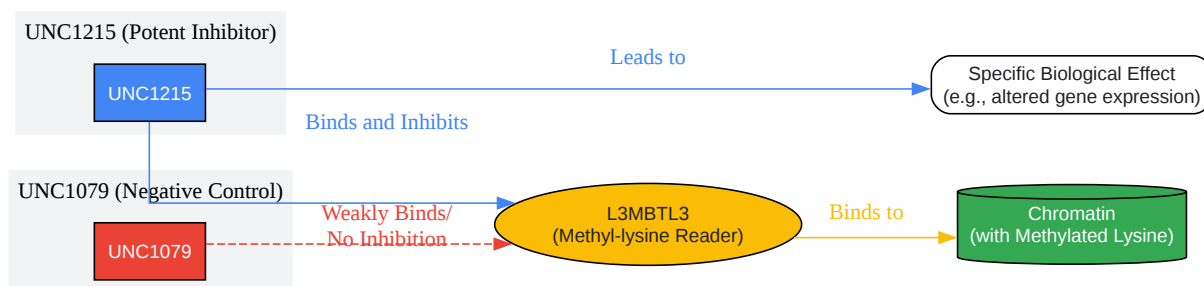 UNC1215 (Potent Inhibitor)
UNC1215
Leads to
Specific Biological Effect
(e.g., altered gene expression)
Binds and Inhibits
UNC1079 (Negative Control)
UNC1079
Weakly Binds/
No Inhibition
L3MBTL3
(Methyl-lysine Reader)
Binds to
Chromatin
(with Methylated Lysine)